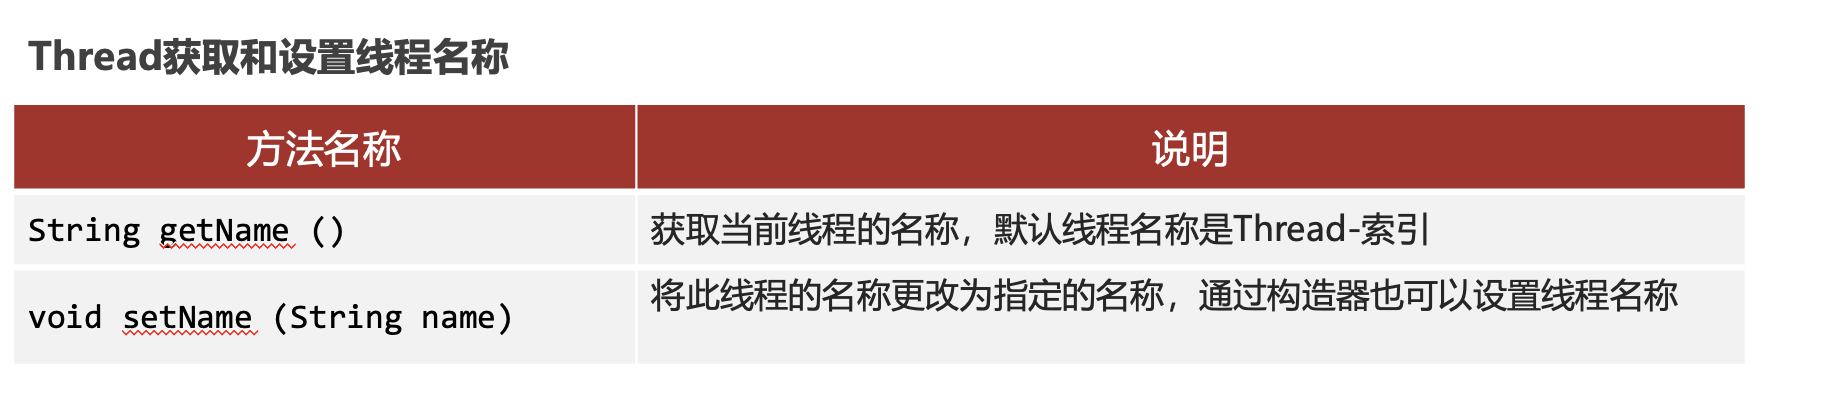 Thread获取和设置线程名称
方法名称 说明
String getName () 获取当前线程的名称，默认线程名称是Thread-索引
void setName (String name) 将此线程的名称更改为指定的名称，通过构造器也可以设置线程名称